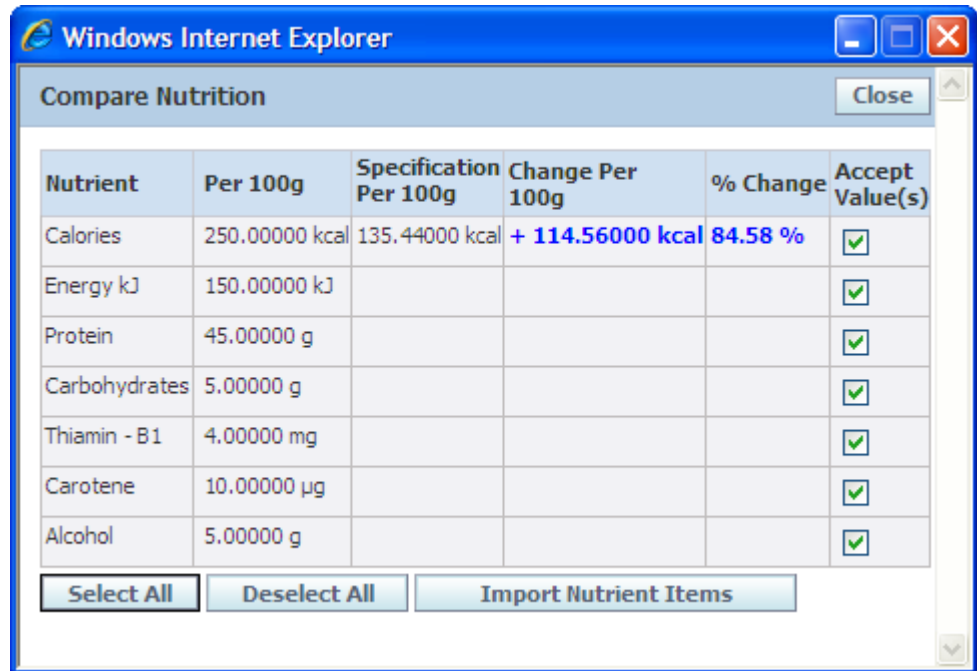 Windows Internet Explorer
Compare Nutrition Close
Nutrient Per 100g Specification Per 100g Change Per 100g % Change Accept Value(s)
Calories 250.00000 kcal 135.44000 kcal + 114.56000 kcal 84.58 %
Energy kJ 150.00000 kJ
Protein 45.00000 g
Carbohydrates 5.00000 g
Thiamin - B1 4.00000 mg
Carotene 10.00000 µg
Alcohol 5.00000 g
Select All Deselect All Import Nutrient Items